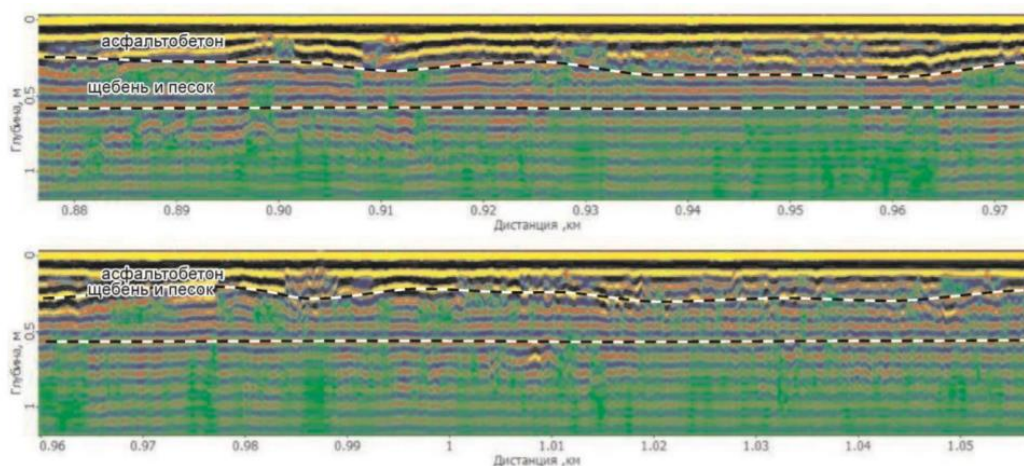 0
асфальтобетон
щебень и песок
0.5
1
Глубина, м
0.88 0.89 0.90 0.91 0.92 0.93 0.94 0.95 0.96 0.97
Дистанция ,км
0
асфальтобетон
щебень и песок
0.5
1
Глубина, м
0.96 0.97 0.98 0.99 1 1.01 1.02 1.03 1.04 1.05
Дистанция ,км